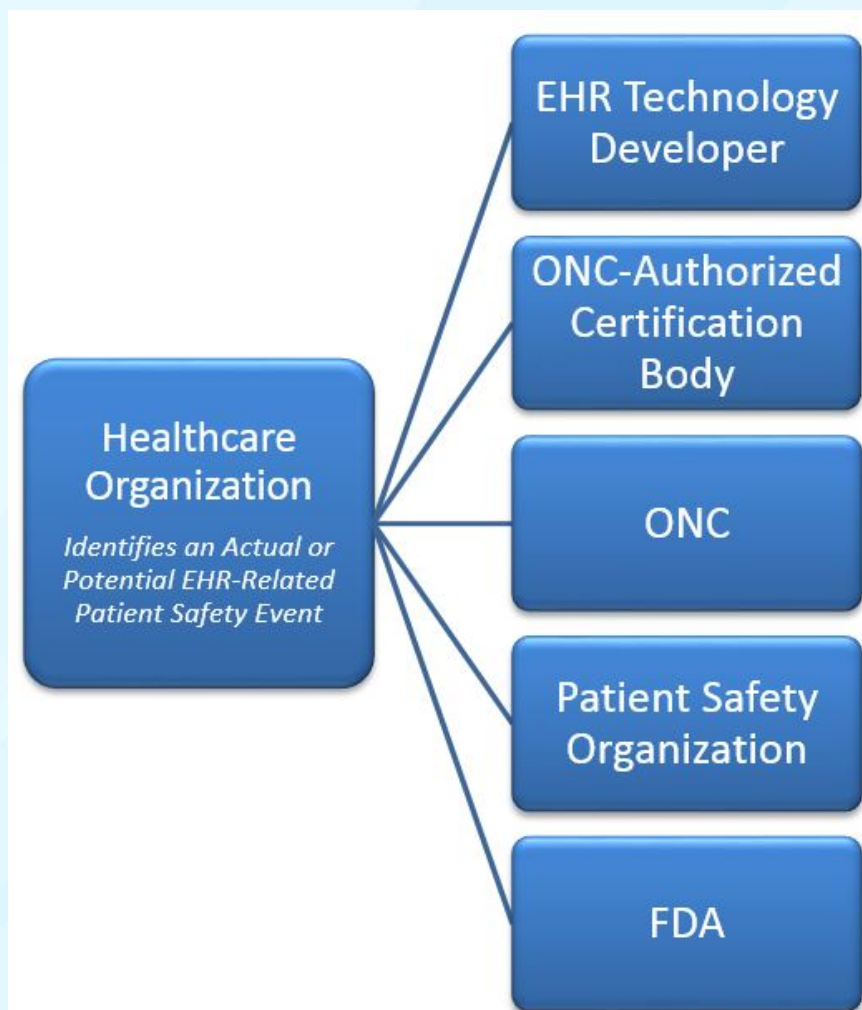 EHR Technology
Developer
ONC-Authorized
Certification
Body
Healthcare
Organization
Identifies an Actual or
Potential EHR-Related
Patient Safety Event
ONC
Patient Safety
Organization
FDA